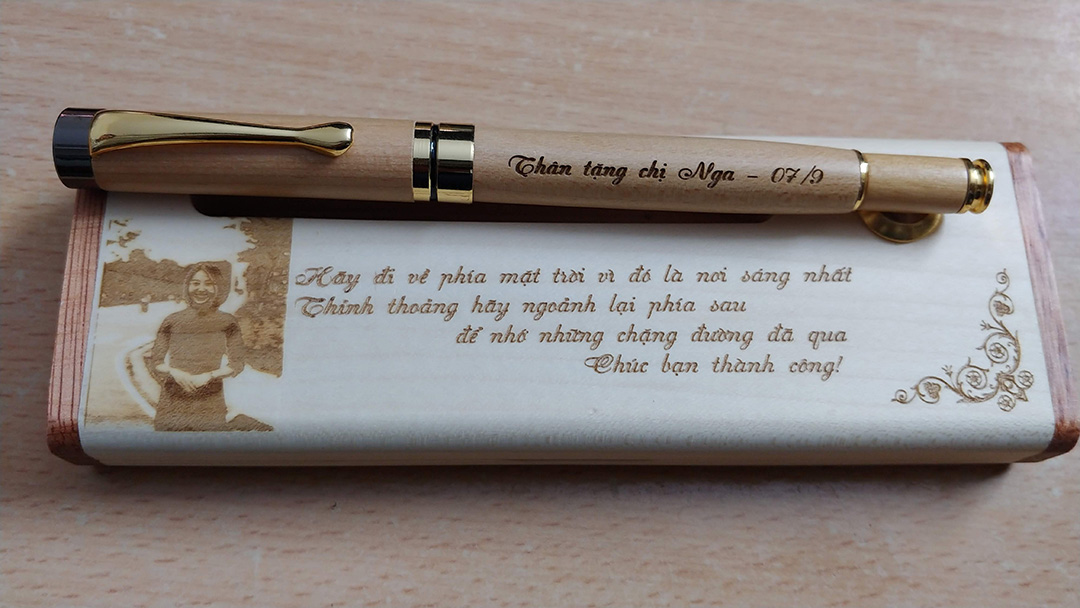 Thân tặng chị Nga - 07/9
Hãy đi về phía mặt trời vì đó là nơi sáng nhất
Thỉnh thoảng hãy ngoảnh lại phía sau
để nhớ những chặng đường đã qua
Chúc bạn thành công!